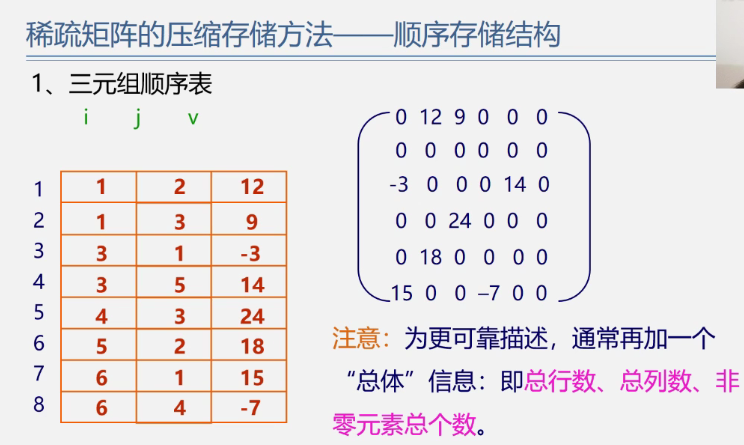 稀疏矩阵的压缩存储方法——顺序存储结构
1、三元组顺序表
i j v
1 1 2 12
2 1 3 9
3 3 1 -3
4 3 5 14
5 4 3 24
6 5 2 18
7 6 1 15
8 6 4 -7
0 12 9 0 0 0
0 0 0 0 0 0
-3 0 0 0 14 0
0 0 24 0 0 0
0 18 0 0 0 0
15 0 0 –7 0 0
注意：为更可靠描述，通常再加一个
“总体”信息：即总行数、总列数、非
零元素总个数。